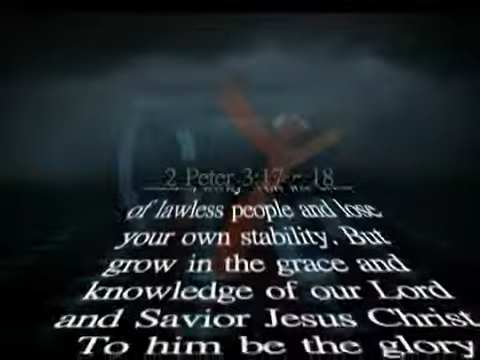 2 Peter 3:17 - 18
of lawless people and lose
your own stability. But
grow in the grace and
knowledge of our Lord
and Savior Jesus Christ.
To him be the glory